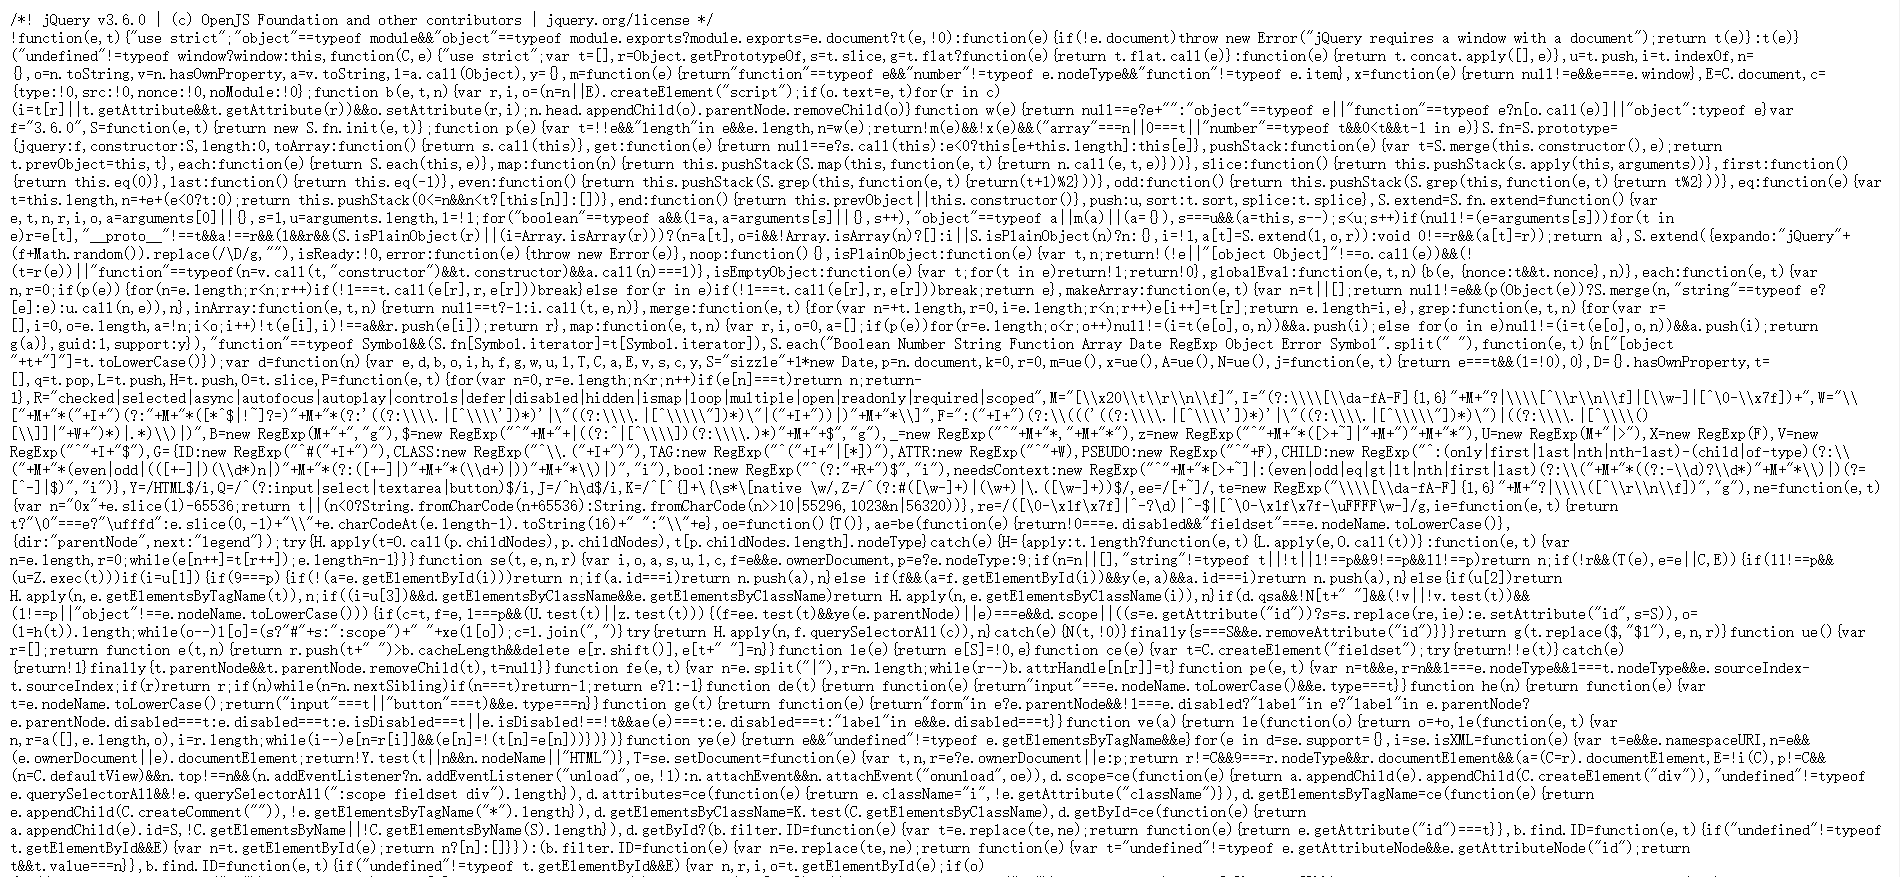 /*! jQuery v3.6.0 | (c) OpenJS Foundation and other contributors | jquery.org/license */
!function(e,t){"use strict";"object"==typeof module&&"object"==typeof module.exports?module.exports=e.document?t(e,!0):function(e){if(!e.document)throw new Error("jQuery requires a window with a document");return t(e)}:t(e)}
("undefined"!=typeof window?window:this,function(C,e){"use strict";var t=[],r=Object.getPrototypeOf,s=t.slice,g=t.flat?function(e){return t.flat.call(e)}:function(e){return t.concat.apply([],e)},u=t.push,i=t.indexOf,n=
{},o=n.toString,v=n.hasOwnProperty,a=v.toString,l=a.call(Object),y={},m=function(e){return"function"==typeof e&&"number"!=typeof e.nodeType&&"function"!=typeof e.item},x=function(e){return null!=e&&e===e.window},E=C.document,c=
{type:!0,src:!0,nonce:!0,noModule:!0};function b(e,t,n){var r,i,o=(n=n||E).createElement("script");if(o.text=e,t)for(r in c)
(i=t[r]||t.getAttribute&&t.getAttribute(r))&&o.setAttribute(r,i);n.head.appendChild(o).parentNode.removeChild(o)}function w(e){return null==e?e+"":"object"==typeof e||"function"==typeof e?n[o.call(e)]||"object":typeof e}var
f="3.6.0",S=function(e,t){return new S.fn.init(e,t)};function p(e){var t=!!e&&"length"in e&&e.length,n=w(e);return!m(e)&&!x(e)&&("array"===n||0===t||"number"==typeof t&&0<t&&t-1 in e)}S.fn=S.prototype=
{jquery:f,constructor:S,length:0,toArray:function(){return s.call(this)},get:function(e){return null==e?s.call(this):e<0?this[e+this.length]:this[e]},pushStack:function(e){var t=S.merge(this.constructor(),e);return
t.prevObject=this,t},each:function(e){return S.each(this,e)},map:function(n){return this.pushStack(S.map(this,function(e,t){return n.call(e,t,e)}))},slice:function(){return this.pushStack(s.apply(this,arguments))},first:function()
{return this.eq(0)},last:function(){return this.eq(-1)},even:function(){return this.pushStack(S.grep(this,function(e,t){return(t+1)%2}))},odd:function(){return this.pushStack(S.grep(this,function(e,t){return t%2}))},eq:function(e){var
t=this.length,n=+e+(e<0?t:0);return this.pushStack(0<=n&&n<t?[this[n]]:[])},end:function(){return this.prevObject||this.constructor()},push:u,sort:t.sort,splice:t.splice},S.extend=S.fn.extend=function(){var
e,t,n,r,i,o,a=arguments[0]||{},s=1,u=arguments.length,l=!1;for("boolean"==typeof a&&(l=a,a=arguments[s]||{},s++),"object"==typeof a||m(a)||(a={}),s===u&&(a=this,s--);s<u;s++)if(null!=(e=arguments[s]))for(t in
e)r=e[t],"__proto__"!==t&&a!==r&&(l&&r&&(S.isPlainObject(r)||(i=Array.isArray(r)))?(n=a[t],o=i&&!Array.isArray(n)?[]:i||S.isPlainObject(n)?n:{},i=!1,a[t]=S.extend(l,o,r)):void 0!==r&&(a[t]=r));return a},S.extend({expando:"jQuery"+
(f+Math.random()).replace(/\D/g,""),isReady:!0,error:function(e){throw new Error(e)},noop:function(){},isPlainObject:function(e){var t,n;return!(!e||"[object Object]"!==o.call(e))&&(!
(t=r(e))||"function"==typeof(n=v.call(t,"constructor")&&t.constructor)&&a.call(n)===l)},isEmptyObject:function(e){var t;for(t in e)return!1;return!0},globalEval:function(e,t,n){b(e,{nonce:t&&t.nonce},n)},each:function(e,t){var
n,r=0;if(p(e)){for(n=e.length;r<n;r++)if(!1===t.call(e[r],r,e[r]))break}else for(r in e)if(!1===t.call(e[r],r,e[r]))break;return e},makeArray:function(e,t){var n=t||[];return null!=e&&(p(Object(e))?S.merge(n,"string"==typeof e?
[e]:e):u.call(n,e)),n},inArray:function(e,t,n){return null==t?-1:i.call(t,e,n)},merge:function(e,t){for(var n=+t.length,r=0,i=e.length;r<n;r++)e[i++]=t[r];return e.length=i,e},grep:function(e,t,n){for(var r=
[],i=0,o=e.length,a=!n;i<o;i++)!t(e[i],i)!==a&&r.push(e[i]);return r},map:function(e,t,n){var r,i,o=0,a=[];if(p(e))for(r=e.length;o<r;o++)null!=(i=t(e[o],o,n))&&a.push(i);else for(o in e)null!=(i=t(e[o],o,n))&&a.push(i);return
g(a)},guid:1,support:y}),"function"==typeof Symbol&&(S.fn[Symbol.iterator]=t[Symbol.iterator]),S.each("Boolean Number String Function Array Date RegExp Object Error Symbol".split(" "),function(e,t){n["[object
"+t+"]"]=t.toLowerCase()});var d=function(n){var e,d,b,o,i,h,f,g,w,u,l,T,C,a,E,v,s,c,y,S="sizzle"+1*new Date,p=n.document,k=0,r=0,m=ue(),x=ue(),A=ue(),N=ue(),j=function(e,t){return e===t&&(l=!0),0},D={}.hasOwnProperty,t=
[],q=t.pop,L=t.push,H=t.push,O=t.slice,P=function(e,t){for(var n=0,r=e.length;n<r;n++)if(e[n]===t)return n;return-
1},R="checked|selected|async|autofocus|autoplay|controls|defer|disabled|hidden|ismap|loop|multiple|open|readonly|required|scoped",M="[\\x20\\t\\r\\n\\f]",I="(?:\\\\[\\da-fA-F]{1,6}"+M+"?|\\\\[^\\r\\n\\f]|[\\w-]|[^\0-\\x7f])+",W="\\
["+M+"*("+I+")(?:"+M+"*([*^$|!~]?=)"+M+"*(?:'((?:\\\\.|[^\\\\'])*)'|\"((?:\\\\.|[^\\\\\"])*)\"|("+I+"))|)"+M+"*\\]",F=":("+I+")(?:\\((('((?:\\\\.|[^\\\\'])*)'|\"((?:\\\\.|[^\\\\\"])*)\")|((?:\\\\.|[^\\\\()
[\\]]|"+W+")*)|.*)\\)|)",B=new RegExp(M+"+","g"),$=new RegExp("^"+M+"+|((?:^|[^\\\\])(?:\\\\.)*)"+M+"+$","g"),_=new RegExp("^"+M+"*,"+M+"*"),z=new RegExp("^"+M+"*([>+~]|"+M+")"+M+"*"),U=new RegExp(M+"|>"),X=new RegExp(F),V=new
RegExp("^"+I+"$"),G={ID:new RegExp("^#("+I+")"),CLASS:new RegExp("^\\.("+I+")"),TAG:new RegExp("^("+I+"|[*])"),ATTR:new RegExp("^"+W),PSEUDO:new RegExp("^"+F),CHILD:new RegExp("^:(only|first|last|nth|nth-last)-(child|of-type)(?:\\
("+M+"*(even|odd|(([+-]|)(\\d*)n|)"+M+"*(?:([+-]|)"+M+"*(\\d+)|))"+M+"*\\)|)","i"),bool:new RegExp("^(?:"+R+")$","i"),needsContext:new RegExp("^"+M+"*[>+~]|:(even|odd|eq|gt|lt|nth|first|last)(?:\\("+M+"*((?:-\\d)?\\d*)"+M+"*\\)|)(?=
[^-]|$)","i")},Y=/HTML$/i,Q=/^(?:input|select|textarea|button)$/i,J=/^h\d$/i,K=/^[^{]+\{\s*\[native \w/,Z=/^(?:#([\w-]+)|(\w+)|\.([\w-]+))$/,ee=/[+~]/,te=new RegExp("\\\\[\\da-fA-F]{1,6}"+M+"?|\\\\([^\\r\\n\\f])","g"),ne=function(e,t)
{var n="0x"+e.slice(1)-65536;return t||(n<0?String.fromCharCode(n+65536):String.fromCharCode(n>>10|55296,1023&n|56320))},re=/([\0-\x1f\x7f]|^-?\d)|^-$|[^\0-\x1f\x7f-\uFFFF\w-]/g,ie=function(e,t){return
t?"\0"===e?"\ufffd":e.slice(0,-1)+"\\"+e.charCodeAt(e.length-1).toString(16)+" ":"\\"+e},oe=function(){T()},ae=be(function(e){return!0===e.disabled&&"fieldset"===e.nodeName.toLowerCase()},
{dir:"parentNode",next:"legend"});try{H.apply(t=O.call(p.childNodes),p.childNodes),t[p.childNodes.length].nodeType}catch(e){H={apply:t.length?function(e,t){L.apply(e,O.call(t))}:function(e,t){var
n=e.length,r=0;while(e[n++]=t[r++]);e.length=n-1}}}function se(t,e,n,r){var i,o,a,s,u,l,c,f=e&&e.ownerDocument,p=e?e.nodeType:9;if(n=n||[],"string"!=typeof t||!t||1!==p&&9!==p&&11!==p)return n;if(!r&&(T(e),e=e||C,E)){if(11!==p&&
(u=Z.exec(t)))if(i=u[1]){if(9===p){if(!(a=e.getElementById(i)))return n;if(a.id===i)return n.push(a),n}else if(f&&(a=f.getElementById(i))&&y(e,a)&&a.id===i)return n.push(a),n}else{if(u[2])return
H.apply(n,e.getElementsByTagName(t)),n;if((i=u[3])&&d.getElementsByClassName&&e.getElementsByClassName)return H.apply(n,e.getElementsByClassName(i)),n}if(d.qsa&&!N[t+" "]&&(!v||!v.test(t))&&
(1!==p||"object"!==e.nodeName.toLowerCase())){if(c=t,f=e,1===p&&(U.test(t)||z.test(t))){(f=ee.test(t)&&ye(e.parentNode)||e)===e&&d.scope||((s=e.getAttribute("id"))?s=s.replace(re,ie):e.setAttribute("id",s=S)),o=
(l=h(t)).length;while(o--)l[o]=(s?"#"+s:":scope")+" "+xe(l[o]);c=l.join(",")}try{return H.apply(n,f.querySelectorAll(c)),n}catch(e){N(t,!0)}finally{s===S&&e.removeAttribute("id")}}}return g(t.replace($,"$1"),e,n,r)}function ue(){var
r=[];return function e(t,n){return r.push(t+" ")>b.cacheLength&&delete e[r.shift()],e[t+" "]=n}}function le(e){return e[S]=!0,e}function ce(e){var t=C.createElement("fieldset");try{return!!e(t)}catch(e)
{return!1}finally{t.parentNode&&t.parentNode.removeChild(t),t=null}}function fe(e,t){var n=e.split("|"),r=n.length;while(r--)b.attrHandle[n[r]]=t}function pe(e,t){var n=t&&e,r=n&&1===e.nodeType&&1===t.nodeType&&e.sourceIndex-
t.sourceIndex;if(r)return r;if(n)while(n=n.nextSibling)if(n===t)return-1;return e?1:-1}function de(t){return function(e){return"input"===e.nodeName.toLowerCase()&&e.type===t}}function he(n){return function(e){var
t=e.nodeName.toLowerCase();return("input"===t||"button"===t)&&e.type===n}}function ge(t){return function(e){return"form"in e?e.parentNode&&!1===e.disabled?"label"in e?"label"in e.parentNode?
e.parentNode.disabled===t:e.disabled===t:e.isDisabled===t||e.isDisabled!==!t&&ae(e)===t:e.disabled===t:"label"in e&&e.disabled===t}}function ve(a){return le(function(o){return o=+o,le(function(e,t){var
n,r=a([],e.length,o),i=r.length;while(i--)e[n=r[i]]&&(e[n]=!(t[n]=e[n]))})})}function ye(e){return e&&"undefined"!=typeof e.getElementsByTagName&&e}for(e in d=se.support={},i=se.isXML=function(e){var t=e&&e.namespaceURI,n=e&&
(e.ownerDocument||e).documentElement;return!Y.test(t||n&&n.nodeName||"HTML")},T=se.setDocument=function(e){var t,n,r=e?e.ownerDocument||e:p;return r!=C&&9===r.nodeType&&r.documentElement&&(a=(C=r).documentElement,E=!i(C),p!=C&&
(n=C.defaultView)&&n.top!==n&&(n.addEventListener?n.addEventListener("unload",oe,!1):n.attachEvent&&n.attachEvent("onunload",oe)),d.scope=ce(function(e){return a.appendChild(e).appendChild(C.createElement("div")),"undefined"!=typeof
e.querySelectorAll&&!e.querySelectorAll(":scope fieldset div").length}),d.attributes=ce(function(e){return e.className="i",!e.getAttribute("className")}),d.getElementsByTagName=ce(function(e){return
e.appendChild(C.createComment("")),!e.getElementsByTagName("*").length}),d.getElementsByClassName=K.test(C.getElementsByClassName),d.getById=ce(function(e){return
a.appendChild(e).id=S,!C.getElementsByName||!C.getElementsByName(S).length}),d.getById?(b.filter.ID=function(e){var t=e.replace(te,ne);return function(e){return e.getAttribute("id")===t}},b.find.ID=function(e,t){if("undefined"!=typeof
t.getElementById&&E){var n=t.getElementById(e);return n?[n]:[]}}):(b.filter.ID=function(e){var n=e.replace(te,ne);return function(e){var t="undefined"!=typeof e.getAttributeNode&&e.getAttributeNode("id");return
t&&t.value===n}},b.find.ID=function(e,t){if("undefined"!=typeof t.getElementById&&E){var n,r,i,o=t.getElementById(e);if(o)